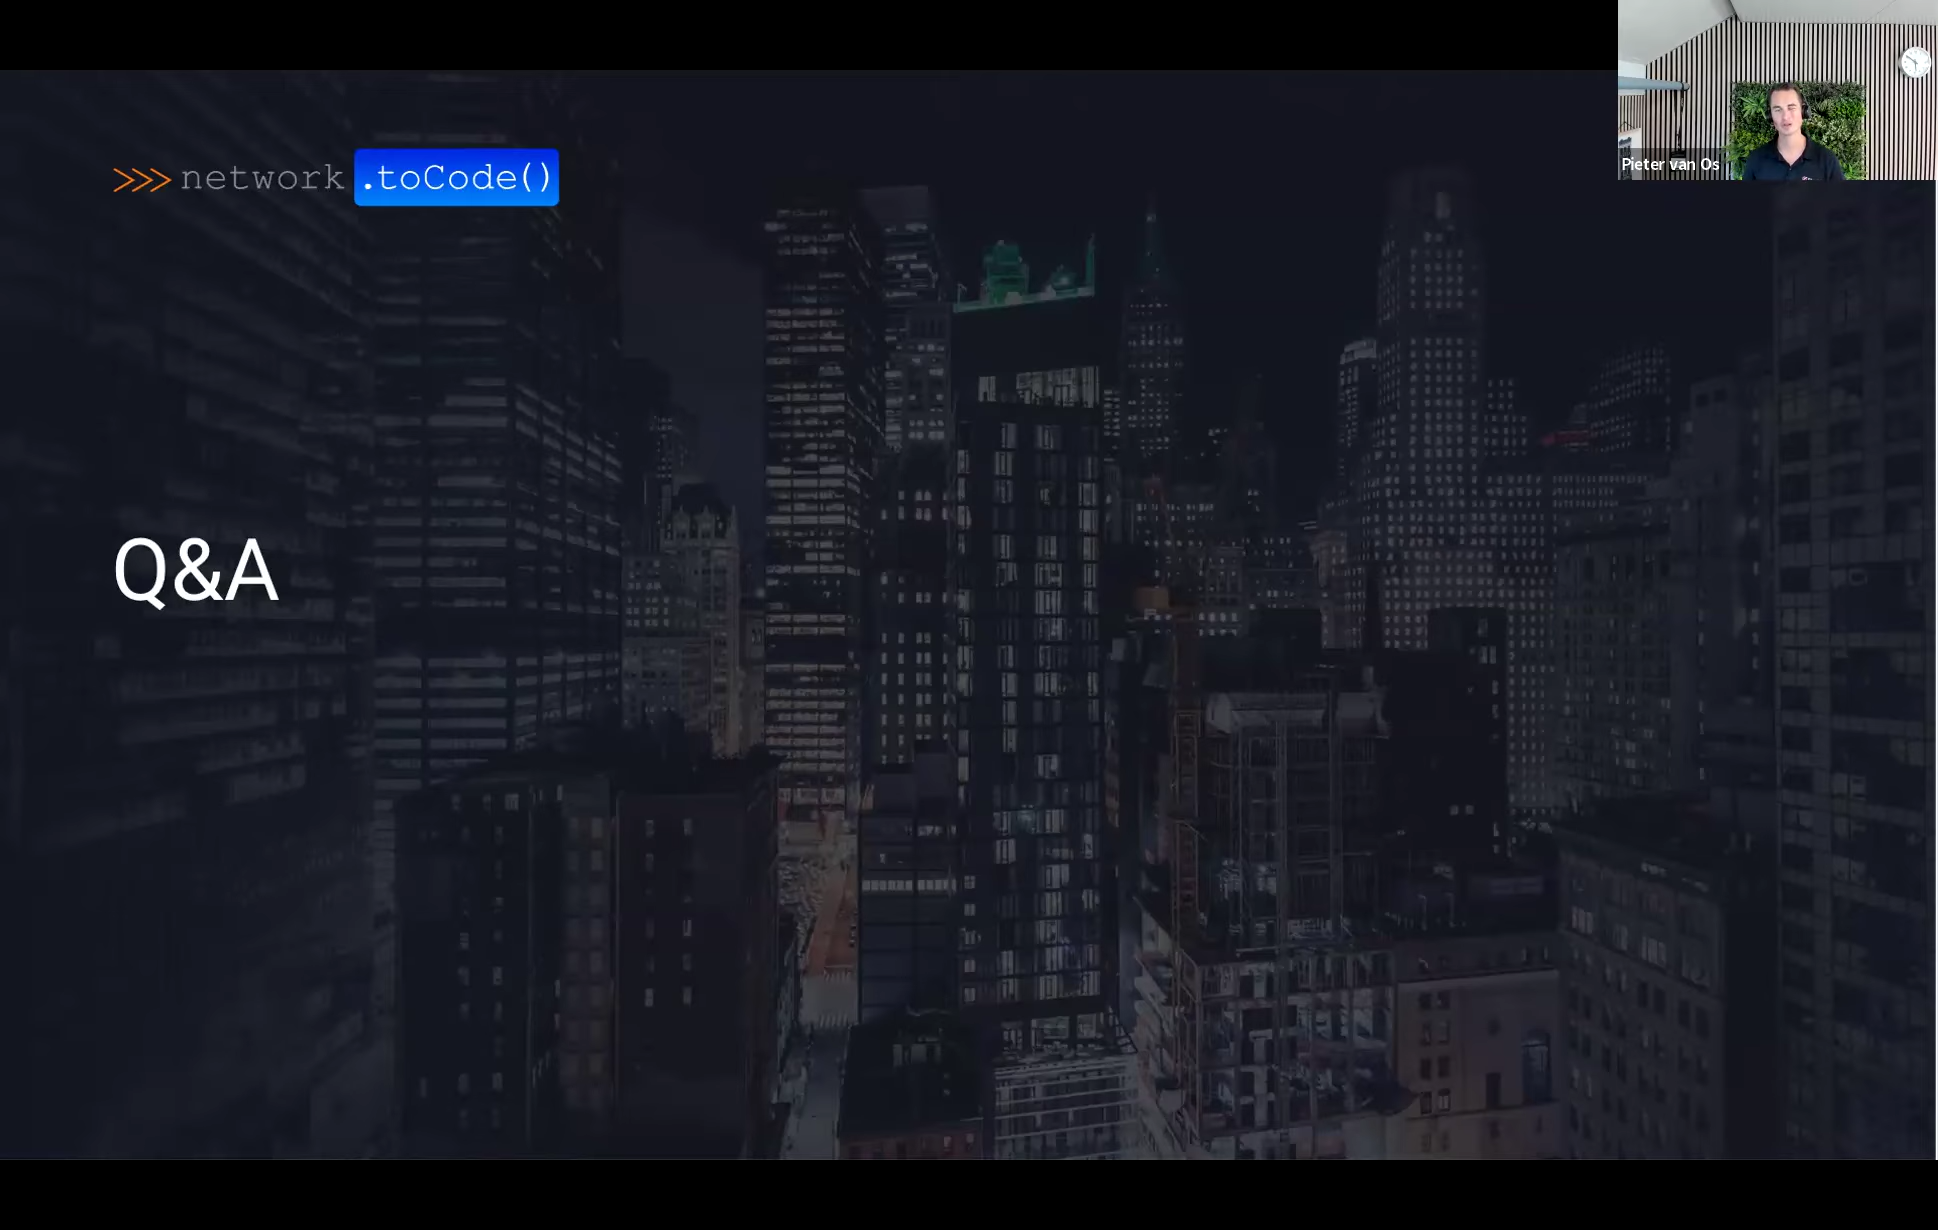 >>> network .toCode()
Pieter van Os
Q&A